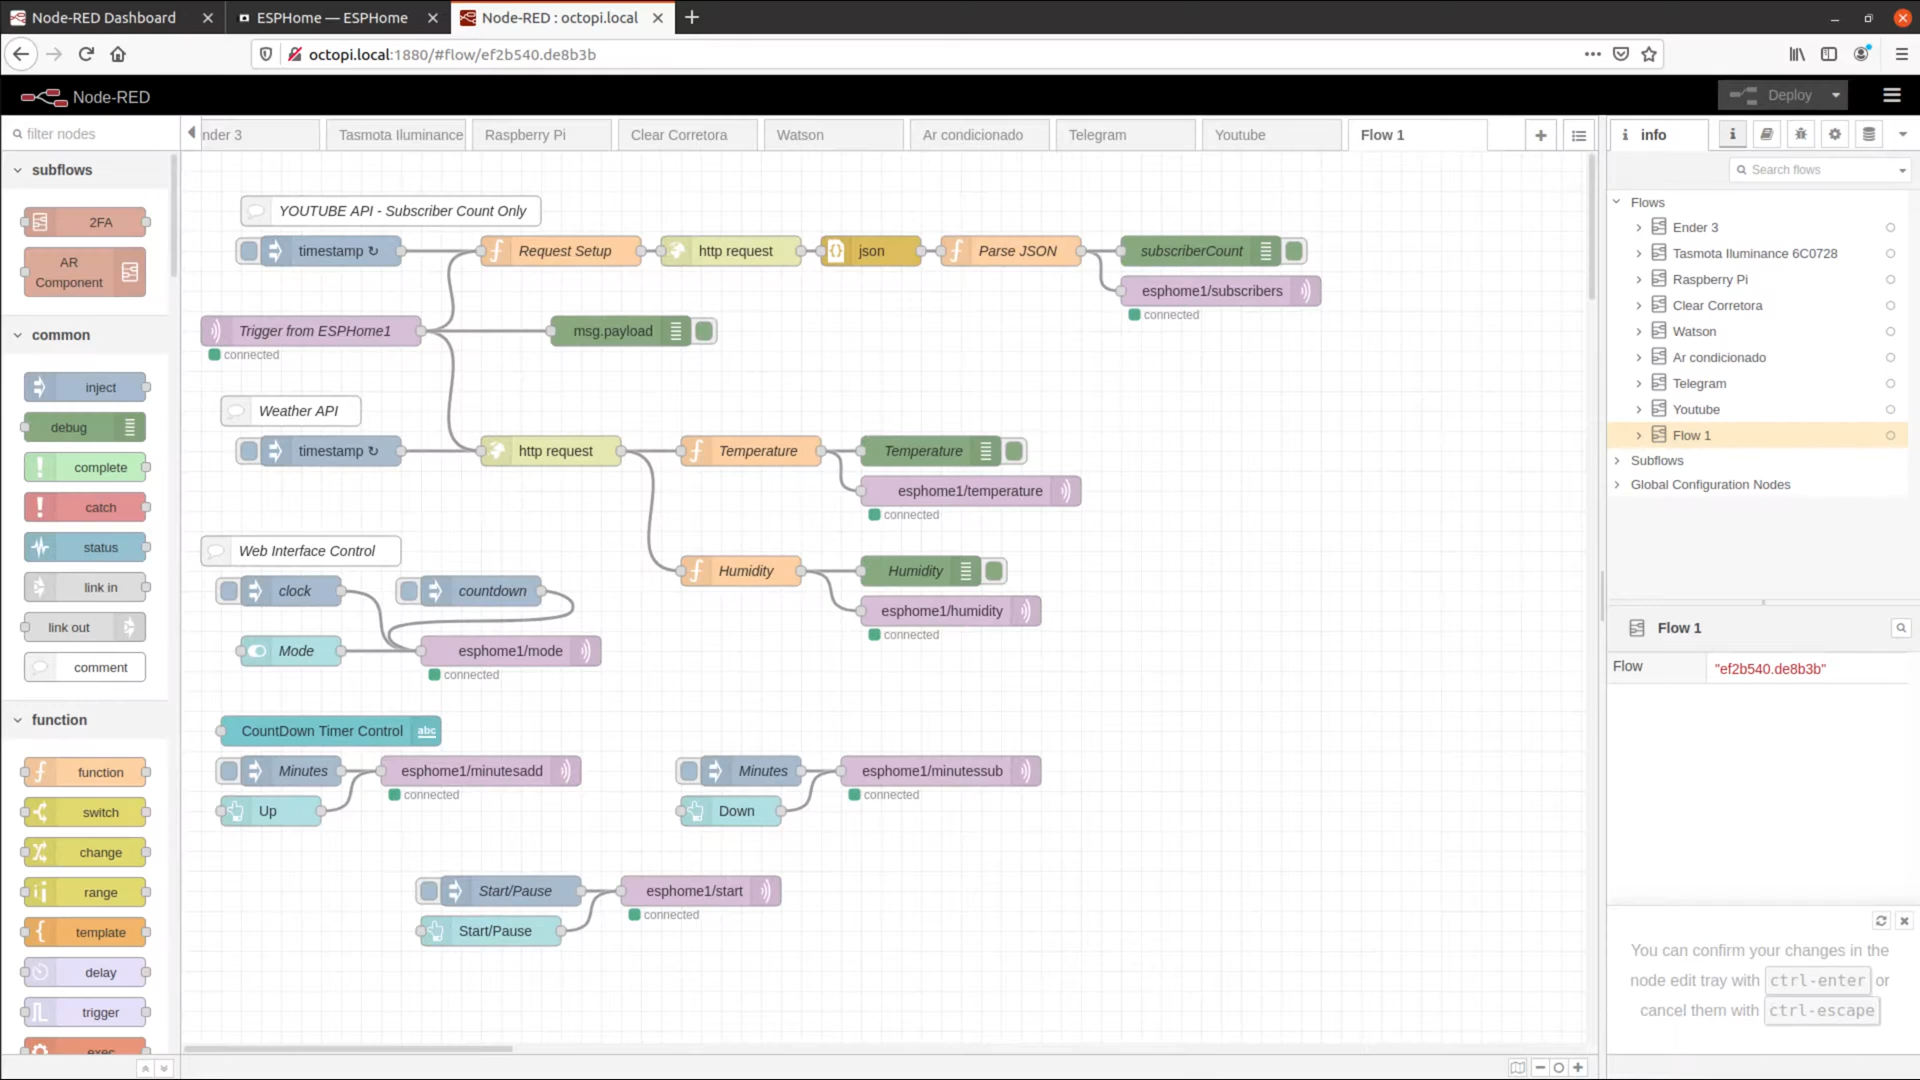 Node-RED Dashboard
ESPHome — ESPHome
Node-RED : octopi.local
octopi.local:1880/#flow/ef2b540.de8b3b
Node-RED
Deploy
filter nodes
nder 3
Tasmota Iluminance
Raspberry Pi
Clear Corretora
Watson
Ar condicionado
Telegram
Youtube
Flow 1
i info
Search flows
subflows
2FA
AR
Component
common
inject
debug
complete
catch
status
link in
link out
comment
function
function
switch
change
range
template
delay
trigger
exec
YOUTUBE API - Subscriber Count Only
timestamp ↻
Request Setup
http request
json
Parse JSON
subscriberCount
esphome1/subscribers
connected
Trigger from ESPHome1
connected
msg.payload
Weather API
timestamp ↻
http request
Temperature
Temperature
esphome1/temperature
connected
Web Interface Control
Humidity
Humidity
clock
countdown
esphome1/humidity
connected
Mode
esphome1/mode
connected
CountDown Timer Control
abc
Minutes
esphome1/minutesadd
connected
Up
Minutes
esphome1/minutessub
connected
Down
Start/Pause
esphome1/start
connected
Start/Pause
Flows
Ender 3
Tasmota Iluminance 6C0728
Raspberry Pi
Clear Corretora
Watson
Ar condicionado
Telegram
Youtube
Flow 1
Subflows
Global Configuration Nodes
Flow 1
Flow
"ef2b540.de8b3b"
You can confirm your changes in the
node edit tray with ctrl-enter or
cancel them with ctrl-escape